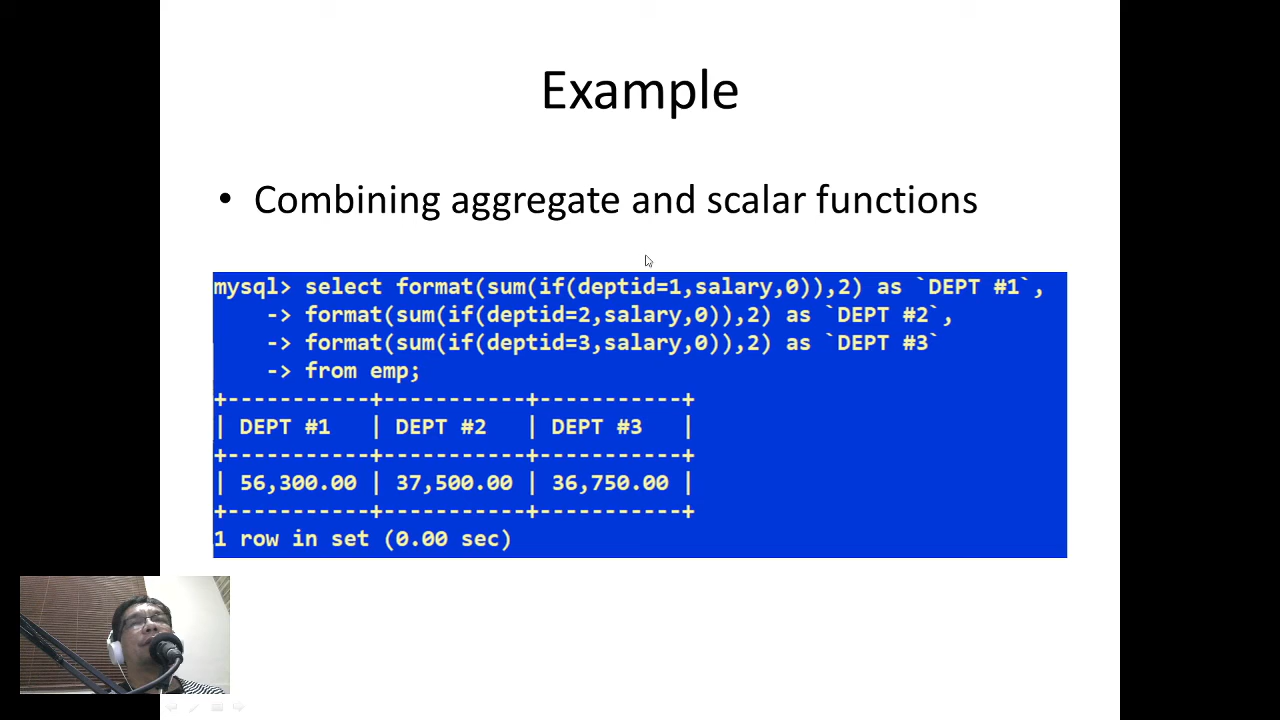 Example
• Combining aggregate and scalar functions
mysql> select format(sum(if(deptid=1,salary,0)),2) as `DEPT #1`,
    -> format(sum(if(deptid=2,salary,0)),2) as `DEPT #2`,
    -> format(sum(if(deptid=3,salary,0)),2) as `DEPT #3`
    -> from emp;
+-----------+-----------+-----------+
| DEPT #1   | DEPT #2   | DEPT #3   |
+-----------+-----------+-----------+
| 56,300.00 | 37,500.00 | 36,750.00 |
+-----------+-----------+-----------+
1 row in set (0.00 sec)